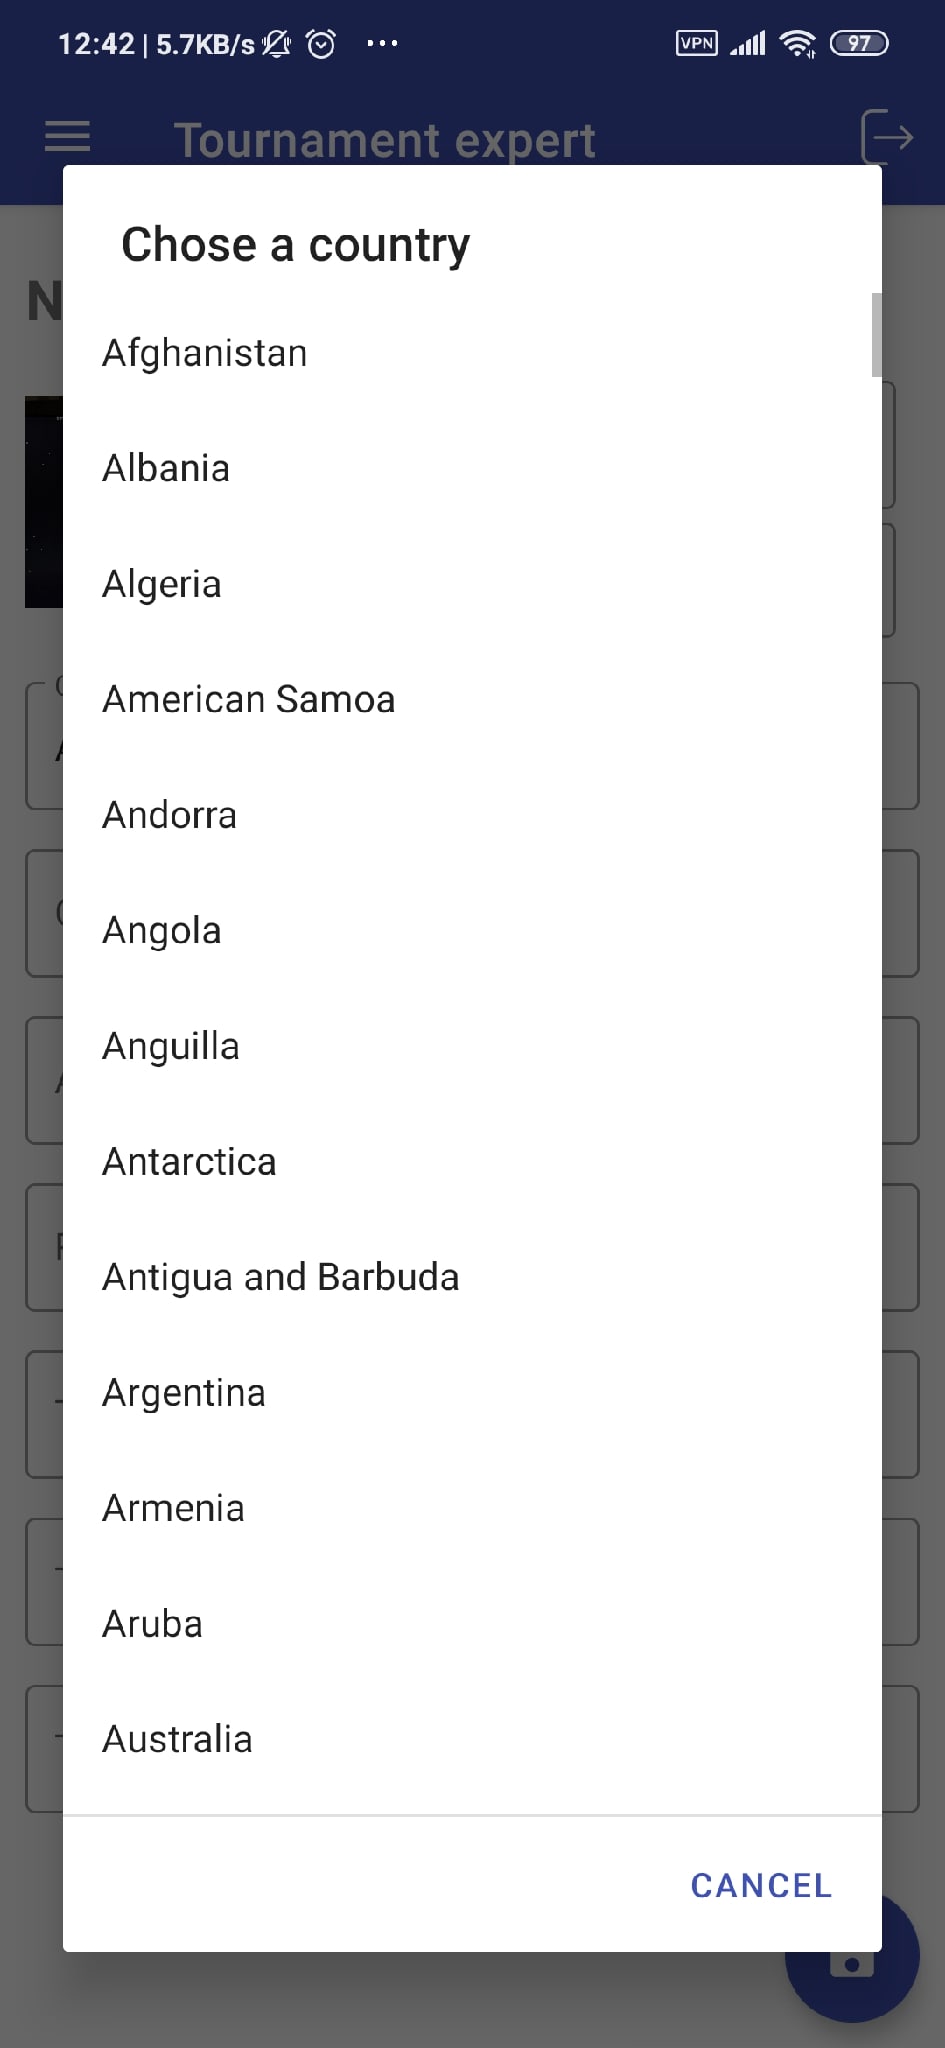 12:42 | 5.7KB/s
VPN
97
Tournament expert
Chose a country
Afghanistan
Albania
Algeria
American Samoa
Andorra
Angola
Anguilla
Antarctica
Antigua and Barbuda
Argentina
Armenia
Aruba
Australia
CANCEL